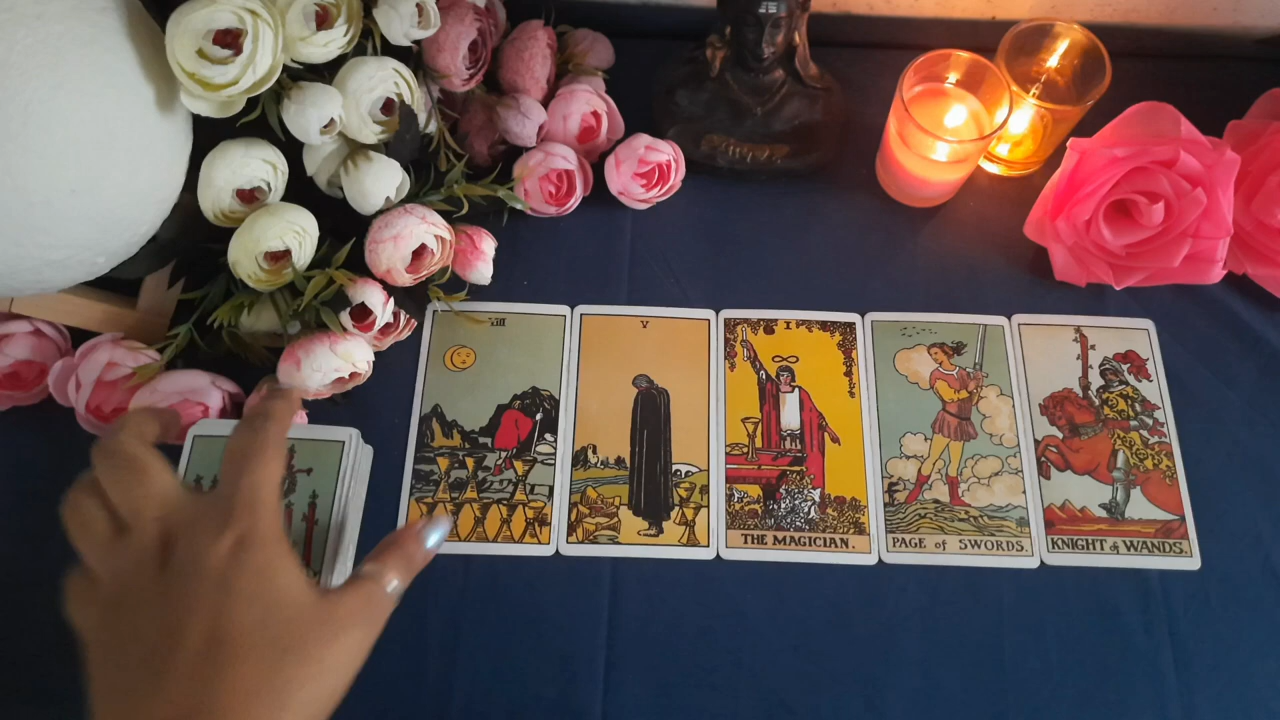 VIII
V
I
THE MAGICIAN.
PAGE of SWORDS.
KNIGHT of WANDS.